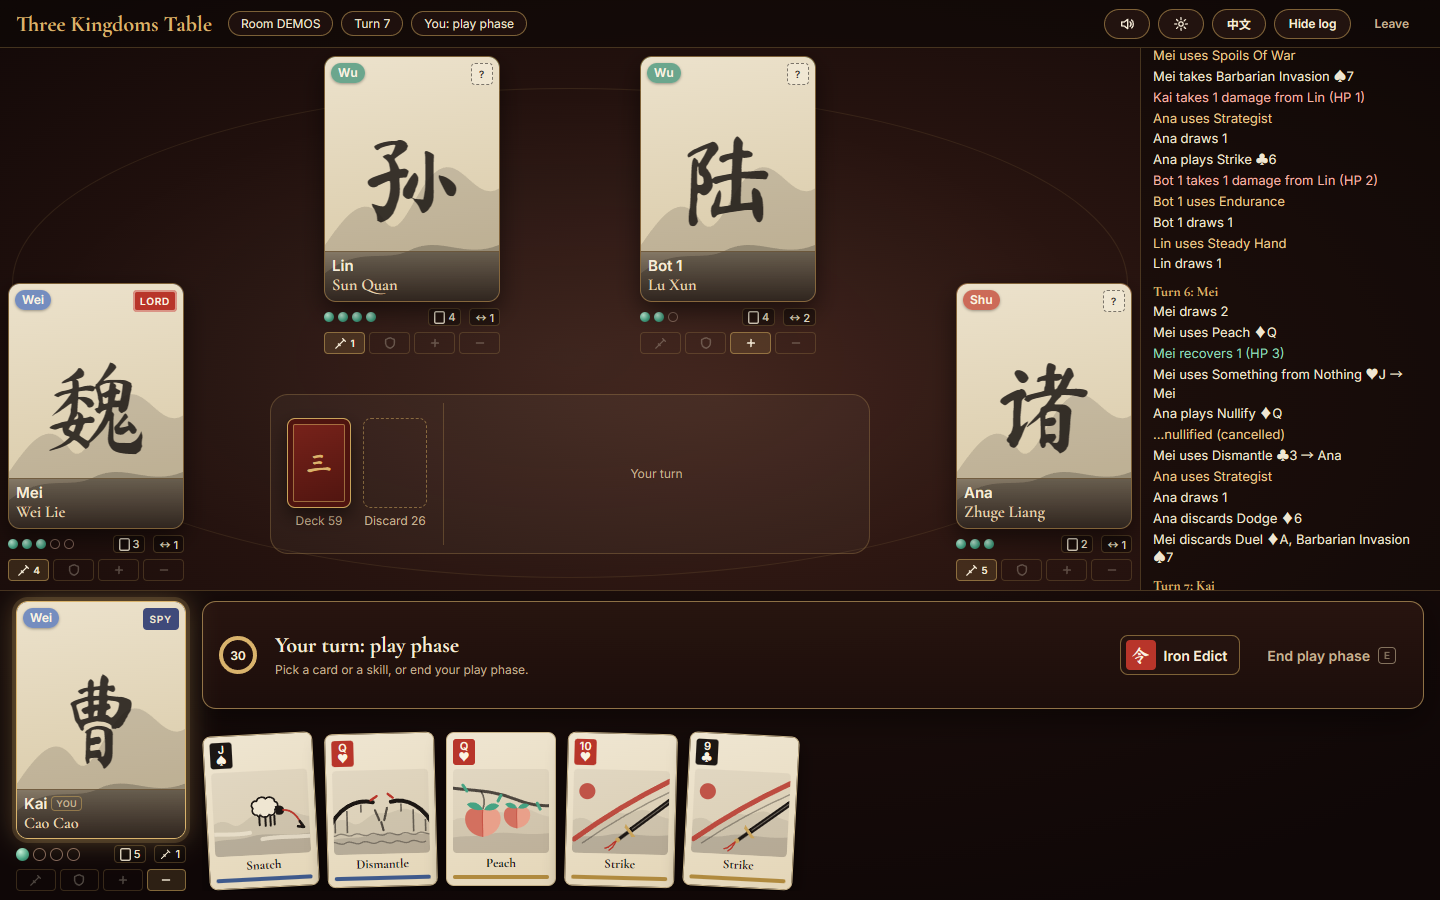 Three Kingdoms Table
Room DEMOS
Turn 7
You: play phase
中文
Hide log
Leave
Wu
?
孙
Lin
Sun Quan
4
↔1
1
+
−
Wu
?
陆
Bot 1
Lu Xun
4
↔2
+
−
Wei
LORD
魏
Mei
Wei Lie
3
↔1
4
+
−
Shu
?
诸
Ana
Zhuge Liang
2
↔1
5
+
−
三
Deck 59
Discard 26
Your turn
Mei uses Spoils Of War
Mei takes Barbarian Invasion ♠7
Kai takes 1 damage from Lin (HP 1)
Ana uses Strategist
Ana draws 1
Ana plays Strike ♣6
Bot 1 takes 1 damage from Lin (HP 2)
Bot 1 uses Endurance
Bot 1 draws 1
Lin uses Steady Hand
Lin draws 1
Turn 6: Mei
Mei draws 2
Mei uses Peach ♦Q
Mei recovers 1 (HP 3)
Mei uses Something from Nothing ♥J →
Mei
Ana plays Nullify ♦Q
…nullified (cancelled)
Mei uses Dismantle ♣3 → Ana
Ana uses Strategist
Ana draws 1
Ana discards Dodge ♦6
Mei discards Duel ♦A, Barbarian Invasion
♠7
Turn 7: Kai
Wei
SPY
曹
Kai YOU
Cao Cao
5
1
+
−
30
Your turn: play phase
Pick a card or a skill, or end your play phase.
令
Iron Edict
End play phase E
J
♠
Snatch
Q
♥
Dismantle
Q
♥
Peach
10
♥
Strike
9
♣
Strike